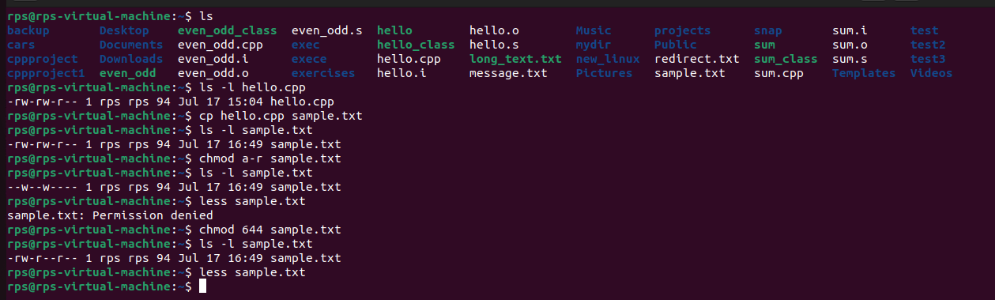 rps@rps-virtual-machine:~$ ls
backup Desktop even_odd_class even_odd.s hello hello.o Music projects snap sum.i test
cars Documents even_odd.cpp exec hello_class hello.s mydir Public sum sum.o test2
cppproject Downloads even_odd.i exece hello.cpp long_text.txt new_linux redirect.txt sum_class sum.s test3
cppproject1 even_odd even_odd.o exercises hello.i message.txt Pictures sample.txt sum.cpp Templates Videos
rps@rps-virtual-machine:~$ ls -l hello.cpp
-rw-rw-r-- 1 rps rps 94 Jul 17 15:04 hello.cpp
rps@rps-virtual-machine:~$ cp hello.cpp sample.txt
rps@rps-virtual-machine:~$ ls -l sample.txt
-rw-rw-r-- 1 rps rps 94 Jul 17 16:49 sample.txt
rps@rps-virtual-machine:~$ chmod a-r sample.txt
rps@rps-virtual-machine:~$ ls -l sample.txt
--w--w---- 1 rps rps 94 Jul 17 16:49 sample.txt
rps@rps-virtual-machine:~$ less sample.txt
sample.txt: Permission denied
rps@rps-virtual-machine:~$ chmod 644 sample.txt
rps@rps-virtual-machine:~$ ls -l sample.txt
-rw-r--r-- 1 rps rps 94 Jul 17 16:49 sample.txt
rps@rps-virtual-machine:~$ less sample.txt
rps@rps-virtual-machine:~$